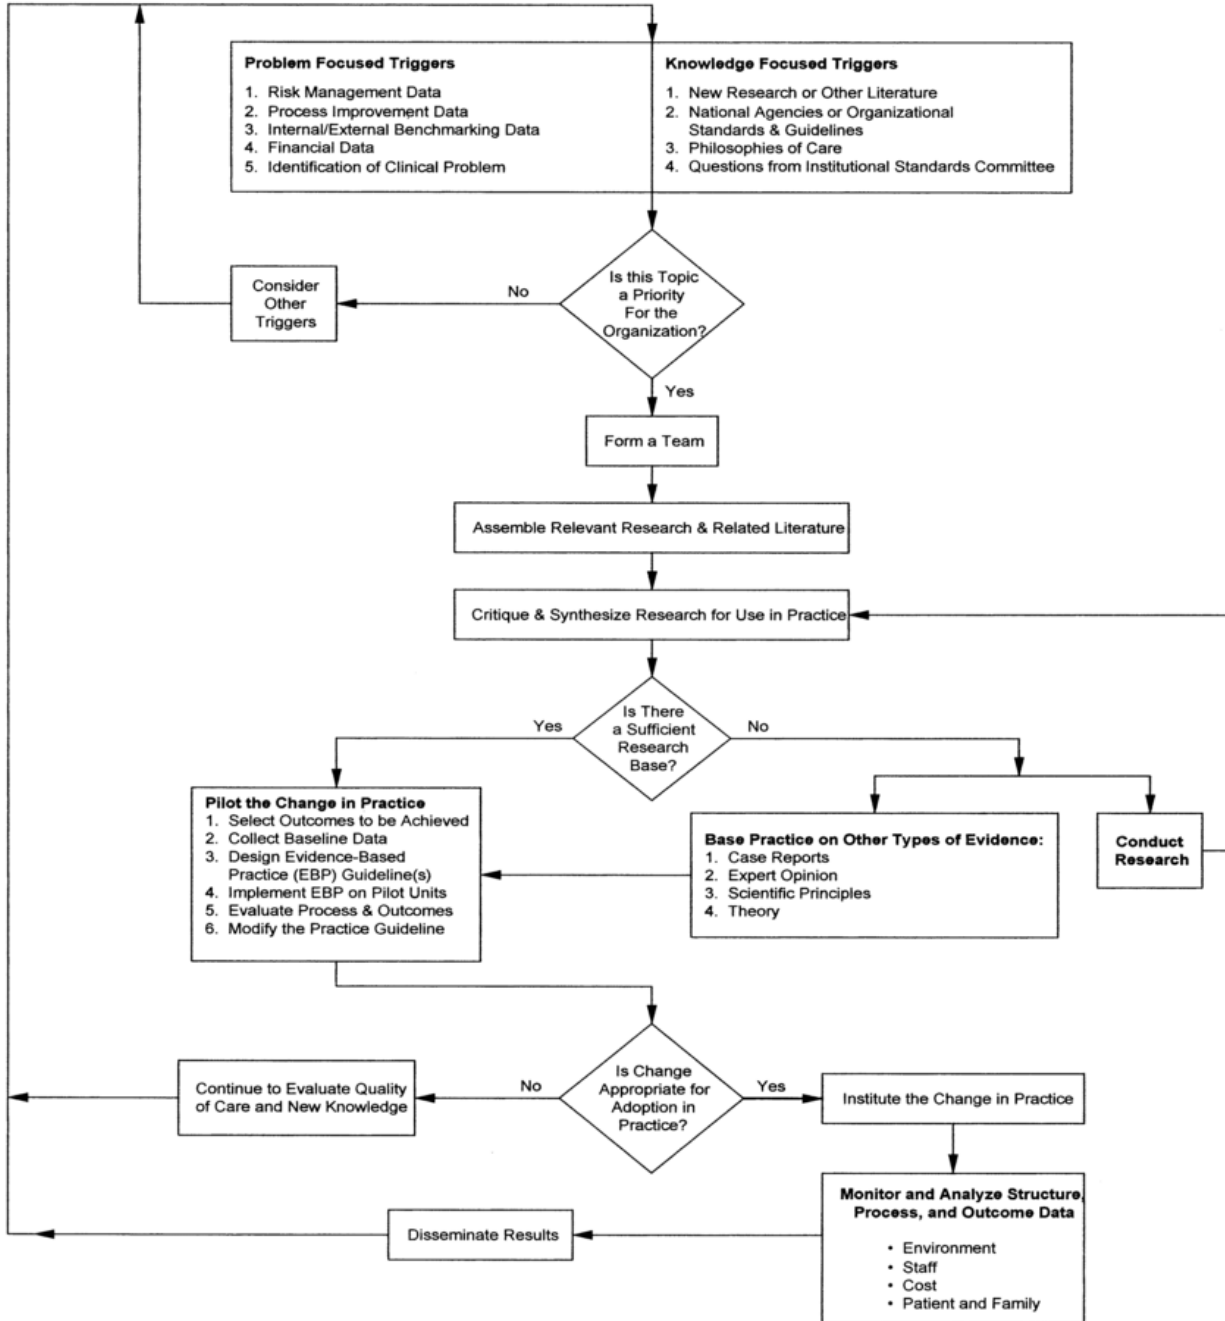 Problem Focused Triggers
1. Risk Management Data
2. Process Improvement Data
3. Internal/External Benchmarking Data
4. Financial Data
5. Identification of Clinical Problem
Knowledge Focused Triggers
1. New Research or Other Literature
2. National Agencies or Organizational
Standards & Guidelines
3. Philosophies of Care
4. Questions from Institutional Standards Committee
Consider
Other
Triggers
No
Is this Topic
a Priority
For the
Organization?
Yes
Form a Team
Assemble Relevant Research & Related Literature
Critique & Synthesize Research for Use in Practice
Yes
Is There
a Sufficient
Research
Base?
No
Pilot the Change in Practice
1. Select Outcomes to be Achieved
2. Collect Baseline Data
3. Design Evidence-Based
Practice (EBP) Guideline(s)
4. Implement EBP on Pilot Units
5. Evaluate Process & Outcomes
6. Modify the Practice Guideline
Base Practice on Other Types of Evidence:
1. Case Reports
2. Expert Opinion
3. Scientific Principles
4. Theory
Conduct
Research
Continue to Evaluate Quality
of Care and New Knowledge
No
Is Change
Appropriate for
Adoption in
Practice?
Yes
Institute the Change in Practice
Monitor and Analyze Structure,
Process, and Outcome Data
• Environment
• Staff
• Cost
• Patient and Family
Disseminate Results